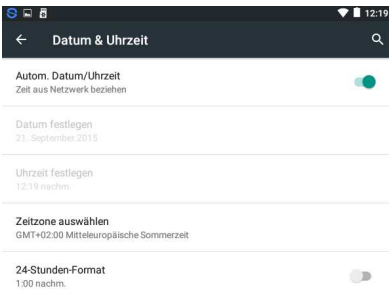 12:19
Datum & Uhrzeit
Autom. Datum/Uhrzeit
Zeit aus Netzwerk beziehen
Datum festlegen
21. September 2015
Uhrzeit festlegen
12:19 nachm.
Zeitzone auswählen
GMT+02:00 Mitteleuropäische Sommerzeit
24-Stunden-Format
1:00 nachm.